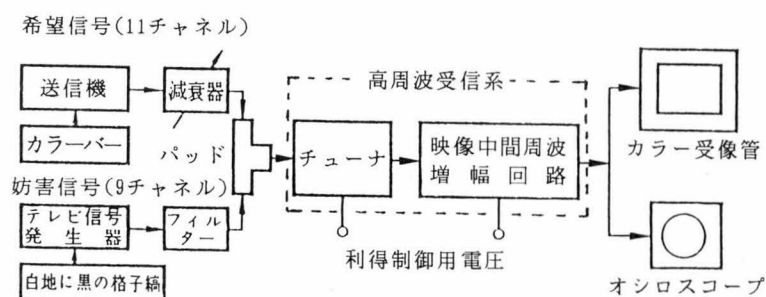 希望信号(11チャネル)
送信機
減衰器
カラーバー
パッド
妨害信号(9チャネル)
テレビ信号
発生器
フィル
ター
白地に黒の格子縞
高周波受信系
チューナ
映像中間周波
増幅回路
利得制御用電圧
カラー受像管
オシロスコープ